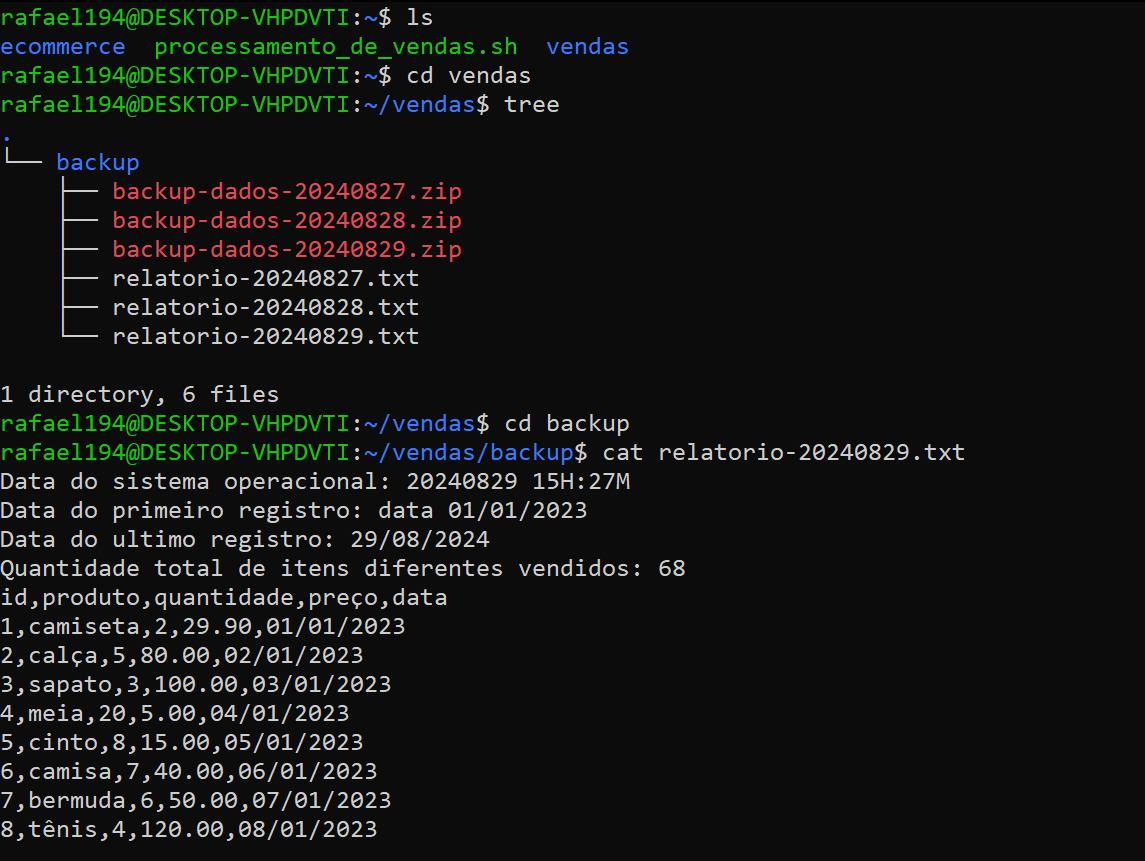 rafael194@DESKTOP-VHPDVTI:~$ ls
ecommerce  processamento_de_vendas.sh  vendas
rafael194@DESKTOP-VHPDVTI:~$ cd vendas
rafael194@DESKTOP-VHPDVTI:~/vendas$ tree
.
└── backup
    ├── backup-dados-20240827.zip
    ├── backup-dados-20240828.zip
    ├── backup-dados-20240829.zip
    ├── relatorio-20240827.txt
    ├── relatorio-20240828.txt
    └── relatorio-20240829.txt

1 directory, 6 files
rafael194@DESKTOP-VHPDVTI:~/vendas$ cd backup
rafael194@DESKTOP-VHPDVTI:~/vendas/backup$ cat relatorio-20240829.txt
Data do sistema operacional: 20240829 15H:27M
Data do primeiro registro: data 01/01/2023
Data do ultimo registro: 29/08/2024
Quantidade total de itens diferentes vendidos: 68
id,produto,quantidade,preço,data
1,camiseta,2,29.90,01/01/2023
2,calça,5,80.00,02/01/2023
3,sapato,3,100.00,03/01/2023
4,meia,20,5.00,04/01/2023
5,cinto,8,15.00,05/01/2023
6,camisa,7,40.00,06/01/2023
7,bermuda,6,50.00,07/01/2023
8,tênis,4,120.00,08/01/2023